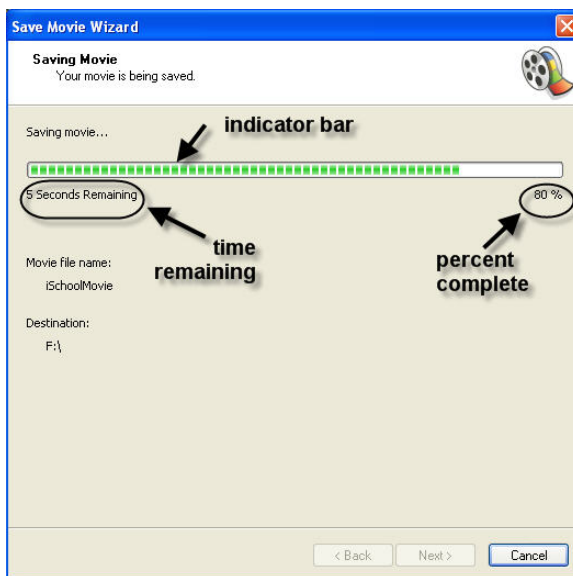 Save Movie Wizard
Saving Movie
Your movie is being saved.
Saving movie...
indicator bar
5 Seconds Remaining
80 %
time
remaining
percent
complete
Movie file name:
iSchoolMovie
Destination:
F:\
< Back
Next >
Cancel